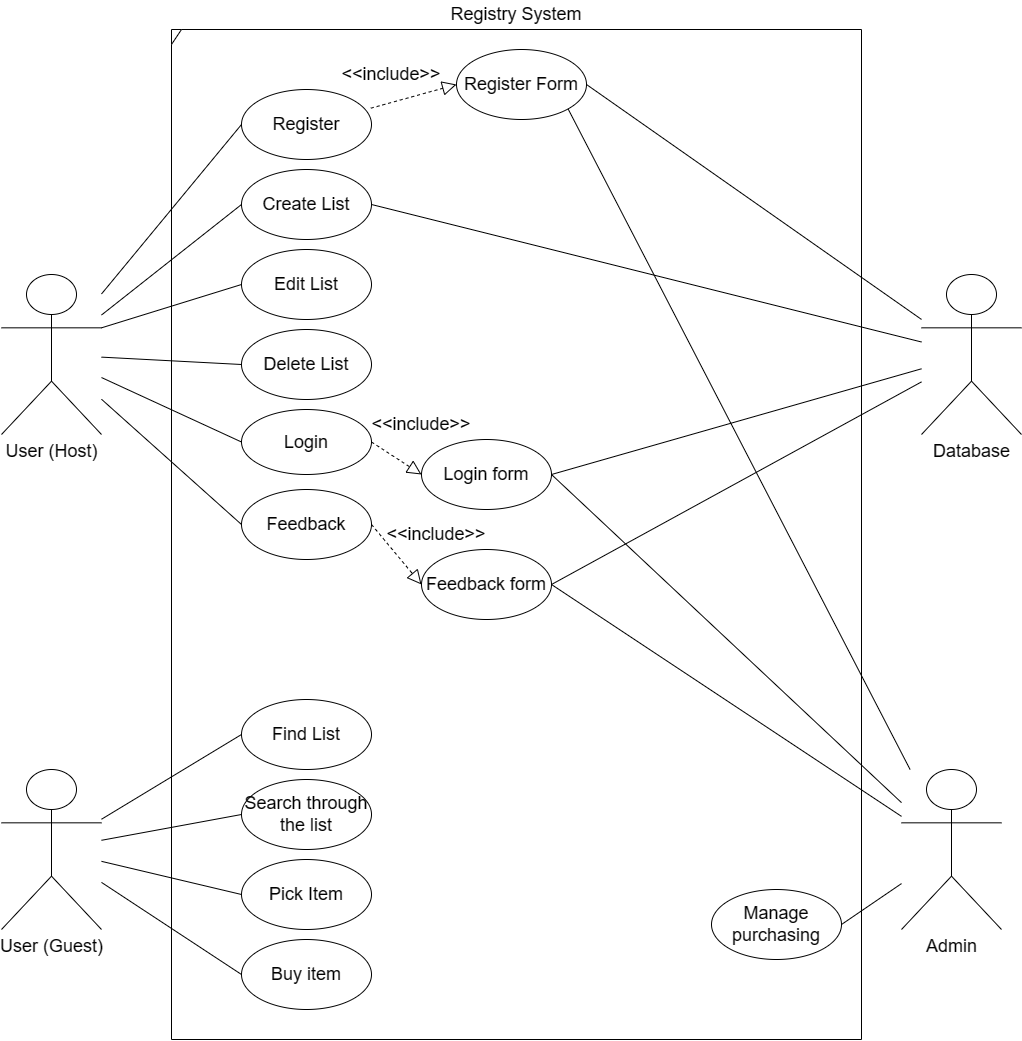 Registry System
<<include>>
Register Form
Register
Create List
Edit List
Delete List
User (Host)
Database
Login
<<include>>
Login form
Feedback
<<include>>
Feedback form
Find List
Search through
the list
Pick Item
Manage
purchasing
User (Guest)
Admin
Buy item